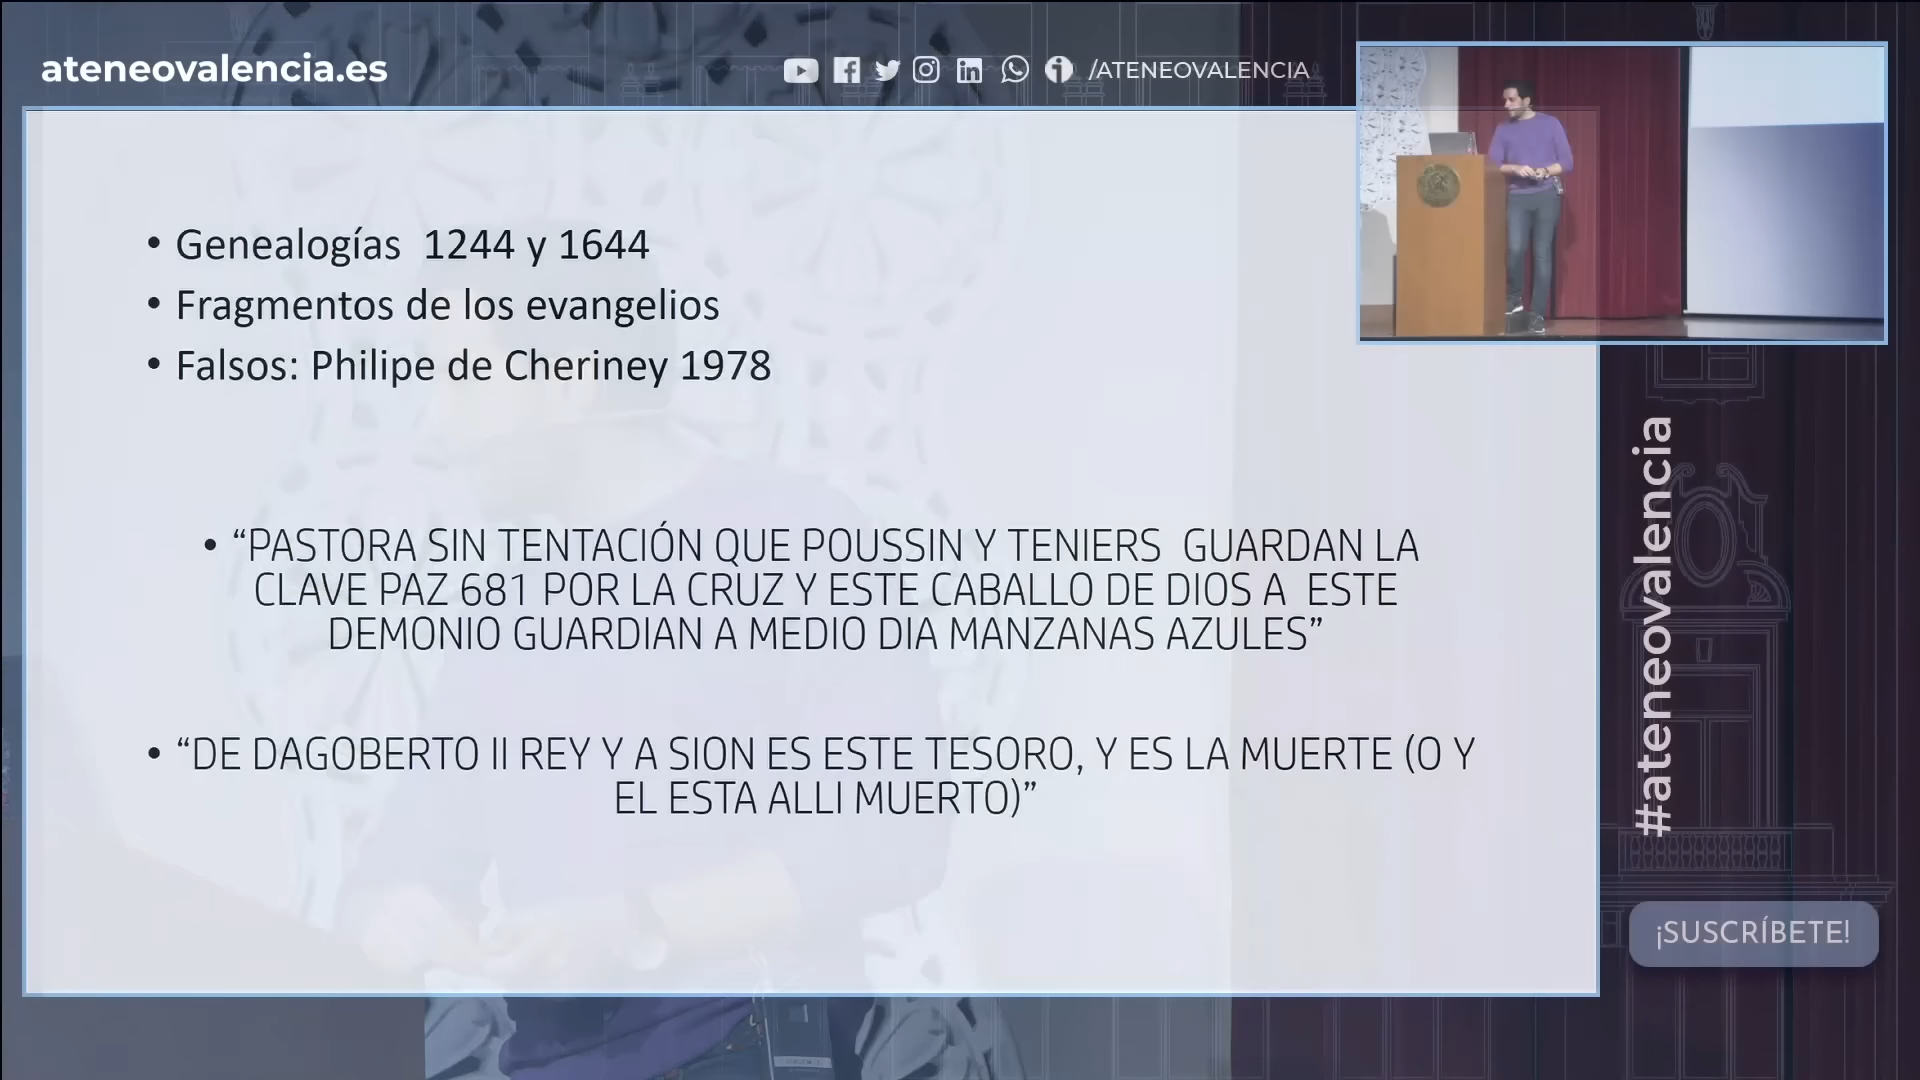 ateneovalencia.es
/ATENEOVALENCIA
• Genealogías 1244 y 1644
• Fragmentos de los evangelios
• Falsos: Philipe de Cheriney 1978
• “PASTORA SIN TENTACIÓN QUE POUSSIN Y TENIERS GUARDAN LA
CLAVE PAZ 681 POR LA CRUZ Y ESTE CABALLO DE DIOS A ESTE
DEMONIO GUARDIAN A MEDIO DIA MANZANAS AZULES”
• “DE DAGOBERTO II REY Y A SION ES ESTE TESORO, Y ES LA MUERTE (O Y
EL ESTA ALLI MUERTO)”
#ateneovalencia
¡SUSCRÍBETE!